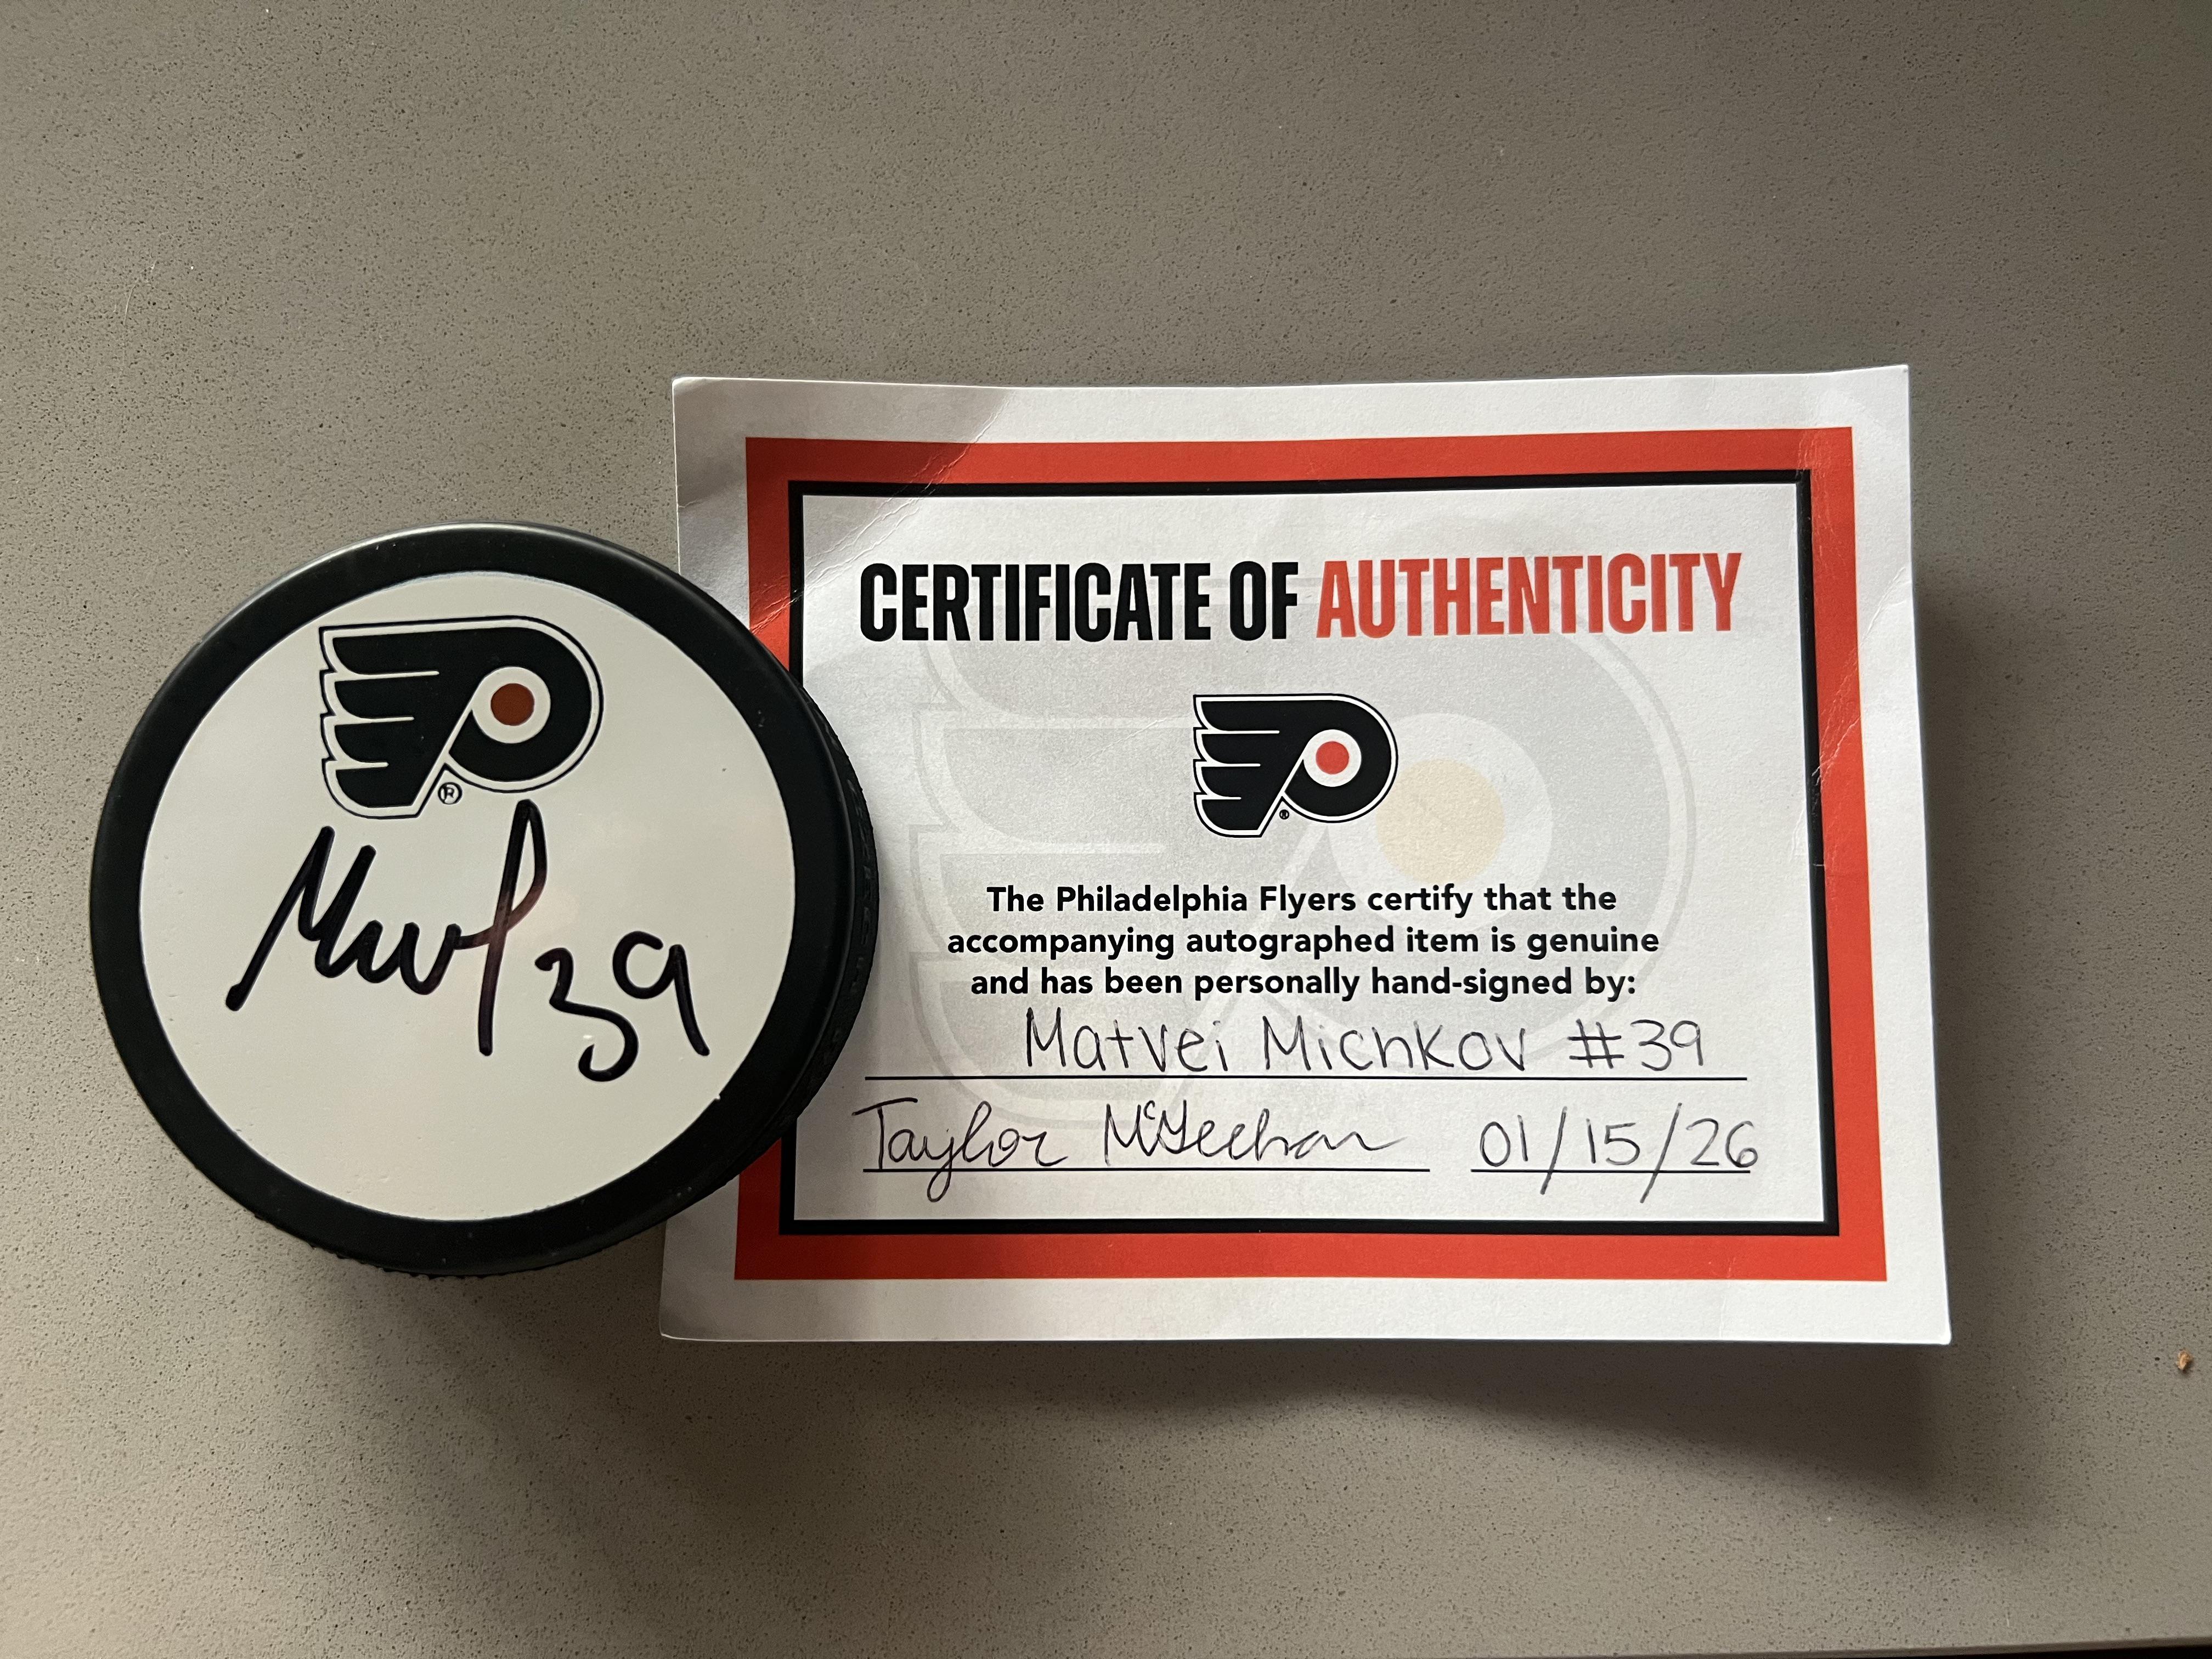 ®
39
CERTIFICATE OF AUTHENTICITY
®
The Philadelphia Flyers certify that the
accompanying autographed item is genuine
and has been personally hand-signed by:
Matvei Michkov #39
Taylor McGeehan 01/15/26